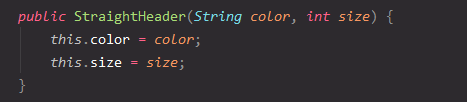 public StraightHeader(String color, int size) {
    this.color = color;
    this.size = size;
}